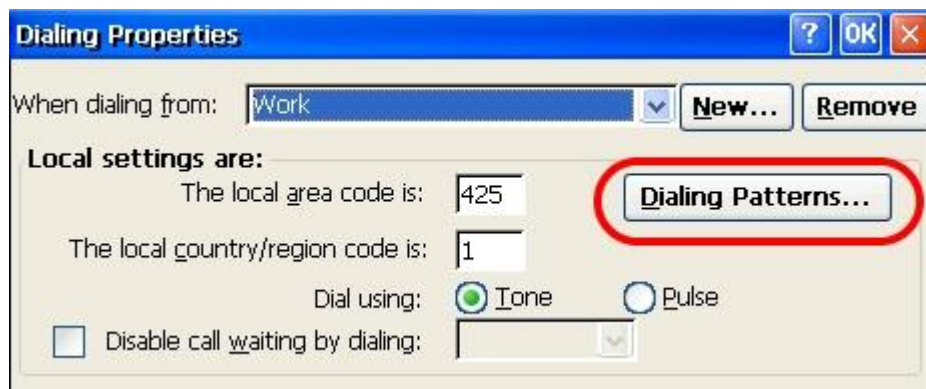 Dialing Properties ? OK
When dialing from: Work New... Remove
Local settings are:
The local area code is: 425 Dialing Patterns...
The local country/region code is: 1
Dial using: Tone Pulse
Disable call waiting by dialing: